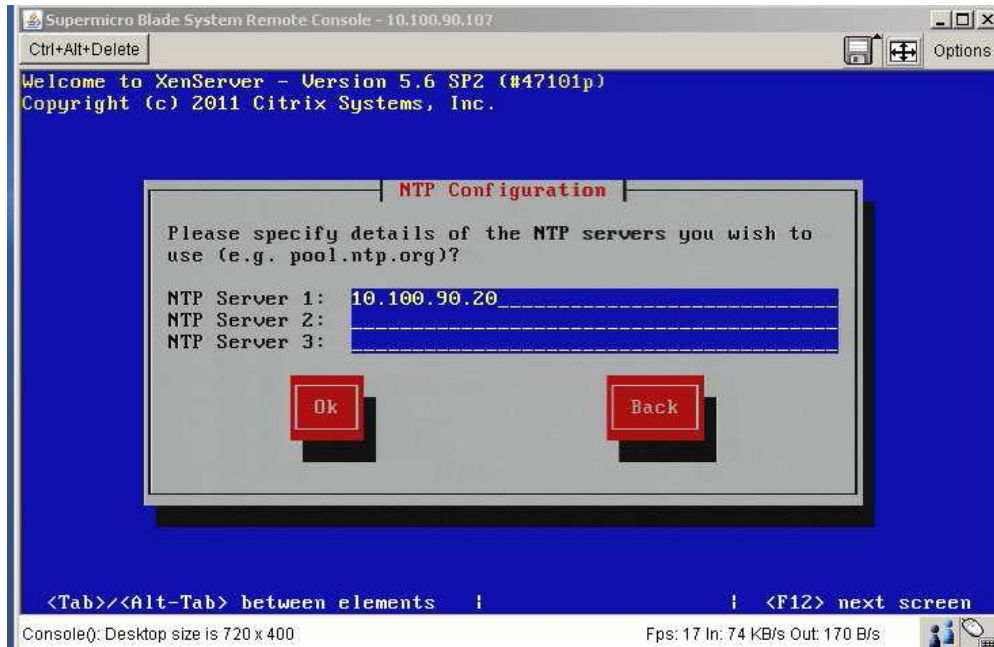 Supermicro Blade System Remote Console - 10.100.90.107
Ctrl+Alt+Delete
Options
Welcome to XenServer - Version 5.6 SP2 (#47101p)
Copyright (c) 2011 Citrix Systems, Inc.
NTP Configuration
Please specify details of the NTP servers you wish to
use (e.g. pool.ntp.org)?
NTP Server 1: 10.100.90.20
NTP Server 2:
NTP Server 3:
Ok Back
<Tab>/<Alt-Tab> between elements | | <F12> next screen
Console(): Desktop size is 720 x 400 Fps: 17 In: 74 KB/s Out: 170 B/s